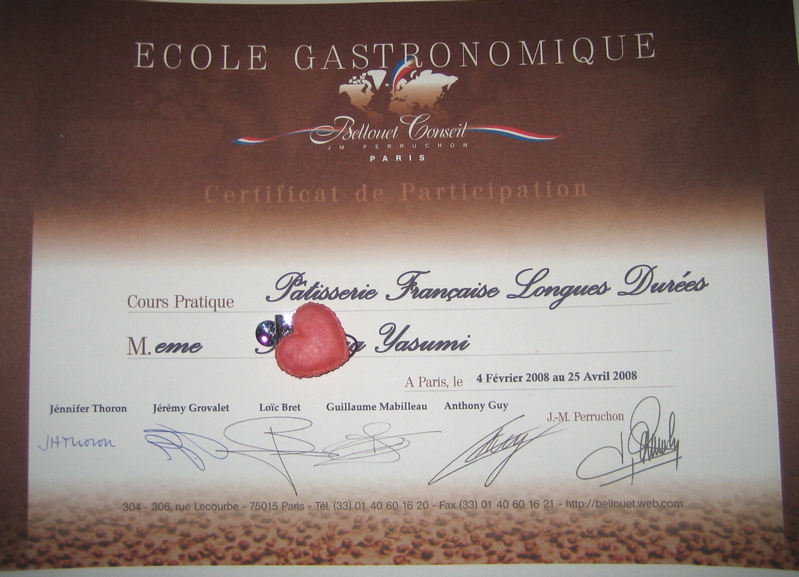 ECOLE GASTRONOMIQUE
Bellouet Conseil
JM PERRUCHON
PARIS
Certificat de Participation
Cours Pratique Pâtisserie Française Longues Durées
M.eme Yasumi
A Paris, le 4 Février 2008 au 25 Avril 2008
Jénnifer Thoron Jérémy Grovalet Loïc Bret Guillaume Mabilleau Anthony Guy J.-M. Perruchon
JHThoron
304 - 306, rue Lecourbe - 75015 Paris - Tél. (33) 01 40 60 16 20 - Fax (33) 01 40 60 16 21 - http://bellouet.web.com